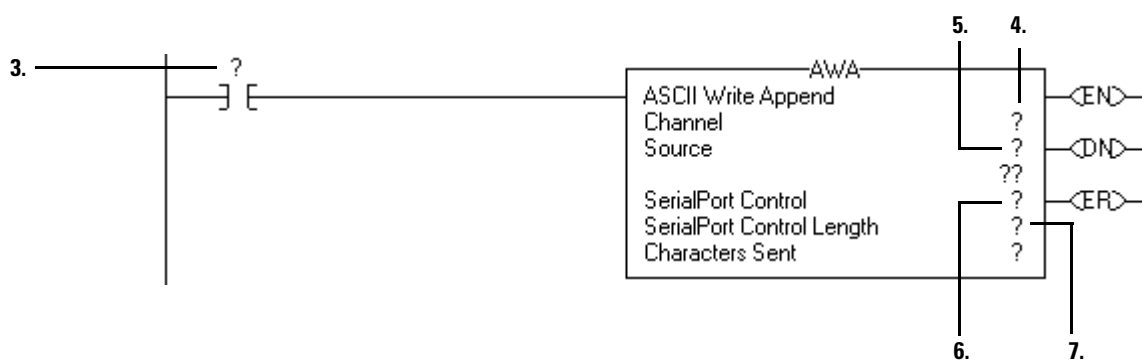 5. 4.
3. ?
AWA
ASCII Write Append EN
Channel ?
Source ? DN
??
SerialPort Control ? ER
SerialPort Control Length ?
Characters Sent ?
6. 7.